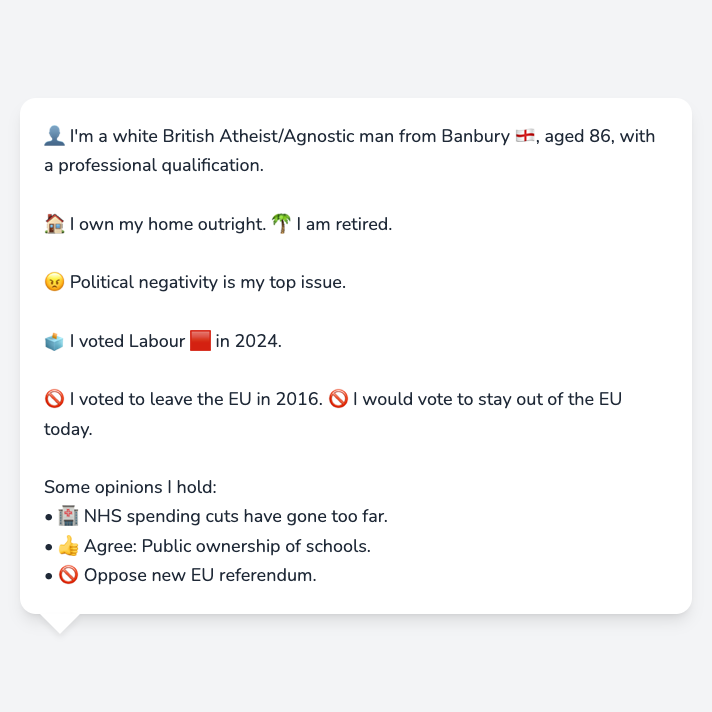 👤 I'm a white British Atheist/Agnostic man from Banbury 🏴󠁧󠁢󠁥󠁮󠁧󠁿, aged 86, with
a professional qualification.
🏠 I own my home outright. 🌴 I am retired.
😠 Political negativity is my top issue.
🗳️ I voted Labour 🟥 in 2024.
🚫 I voted to leave the EU in 2016. 🚫 I would vote to stay out of the EU
today.
Some opinions I hold:
• 🏥 NHS spending cuts have gone too far.
• 👍 Agree: Public ownership of schools.
• 🚫 Oppose new EU referendum.